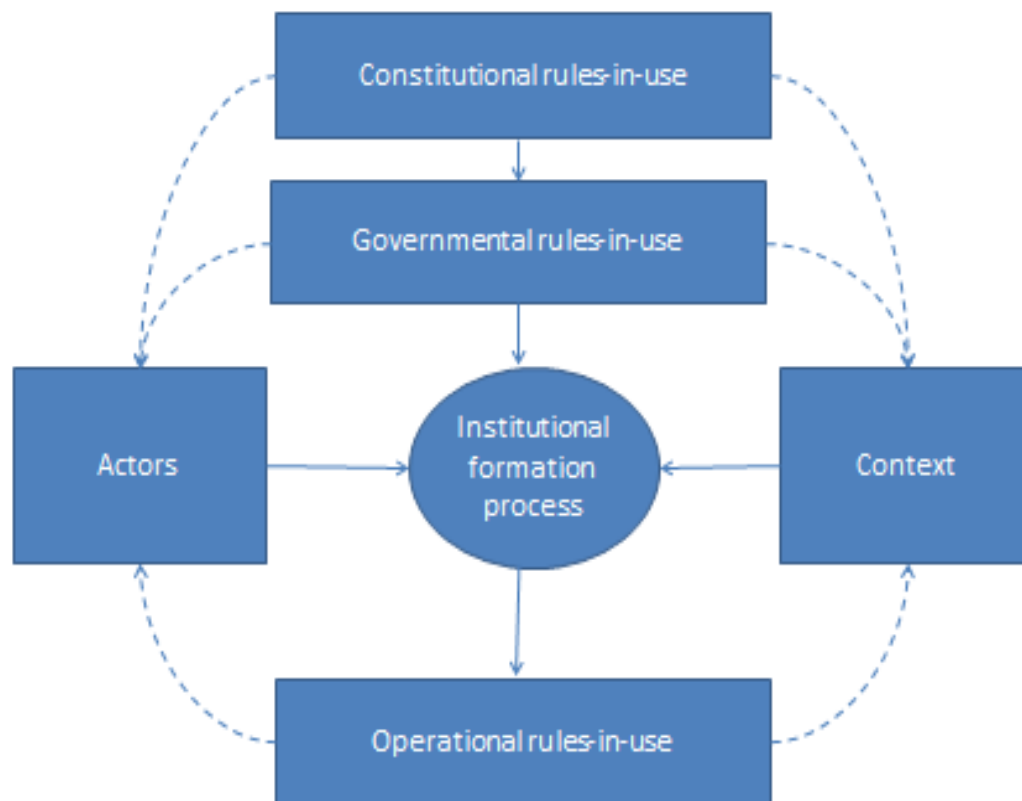 Constitutional rules-in-use
Governmental rules-in-use
Actors
Institutional
formation
process
Context
Operational rules-in-use